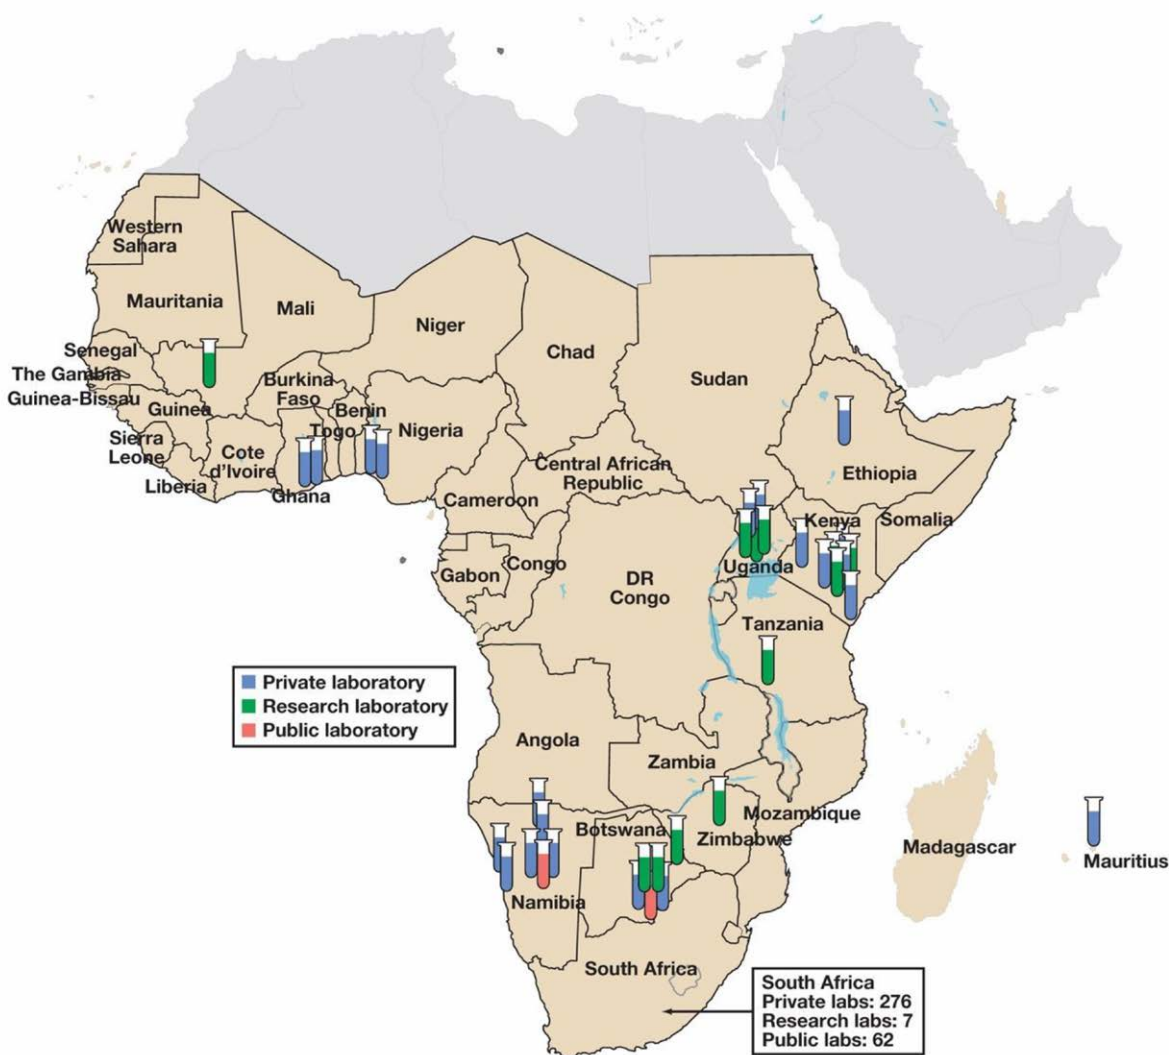 Western
Sahara
Mauritania
Mali
Niger
Chad
Sudan
Senegal
The Gambia
Guinea-Bissau
Guinea
Burkina
Faso
Benin
Togo
Nigeria
Sierra
Leone
Cote
d'Ivoire
Liberia
Ghana
Central African
Republic
Cameroon
Ethiopia
Kenya
Somalia
Uganda
Gabon
Congo
DR
Congo
Tanzania
Private laboratory
Research laboratory
Public laboratory
Angola
Zambia
Mozambique
Botswana
Zimbabwe
Madagascar
Mauritius
Namibia
South Africa
South Africa
Private labs: 276
Research labs: 7
Public labs: 62